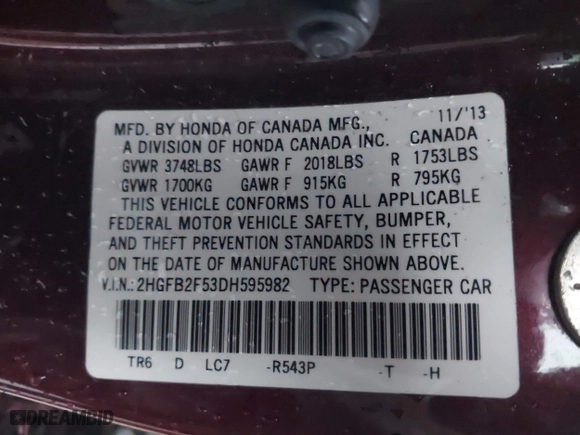 11/'13
MFD. BY HONDA OF CANADA MFG., CANADA
A DIVISION OF HONDA CANADA INC.
GVWR 3748LBS GAWR F 2018LBS R 1753LBS
GVWR 1700KG GAWR F 915KG R 795KG
THIS VEHICLE CONFORMS TO ALL APPLICABLE
FEDERAL MOTOR VEHICLE SAFETY, BUMPER,
AND THEFT PREVENTION STANDARDS IN EFFECT
ON THE DATE OF MANUFACTURE SHOWN ABOVE.
V.I.N.: 2HGFB2F53DH595982 TYPE: PASSENGER CAR
TR6 D LC7 -R543P -T -H
DREAMBID